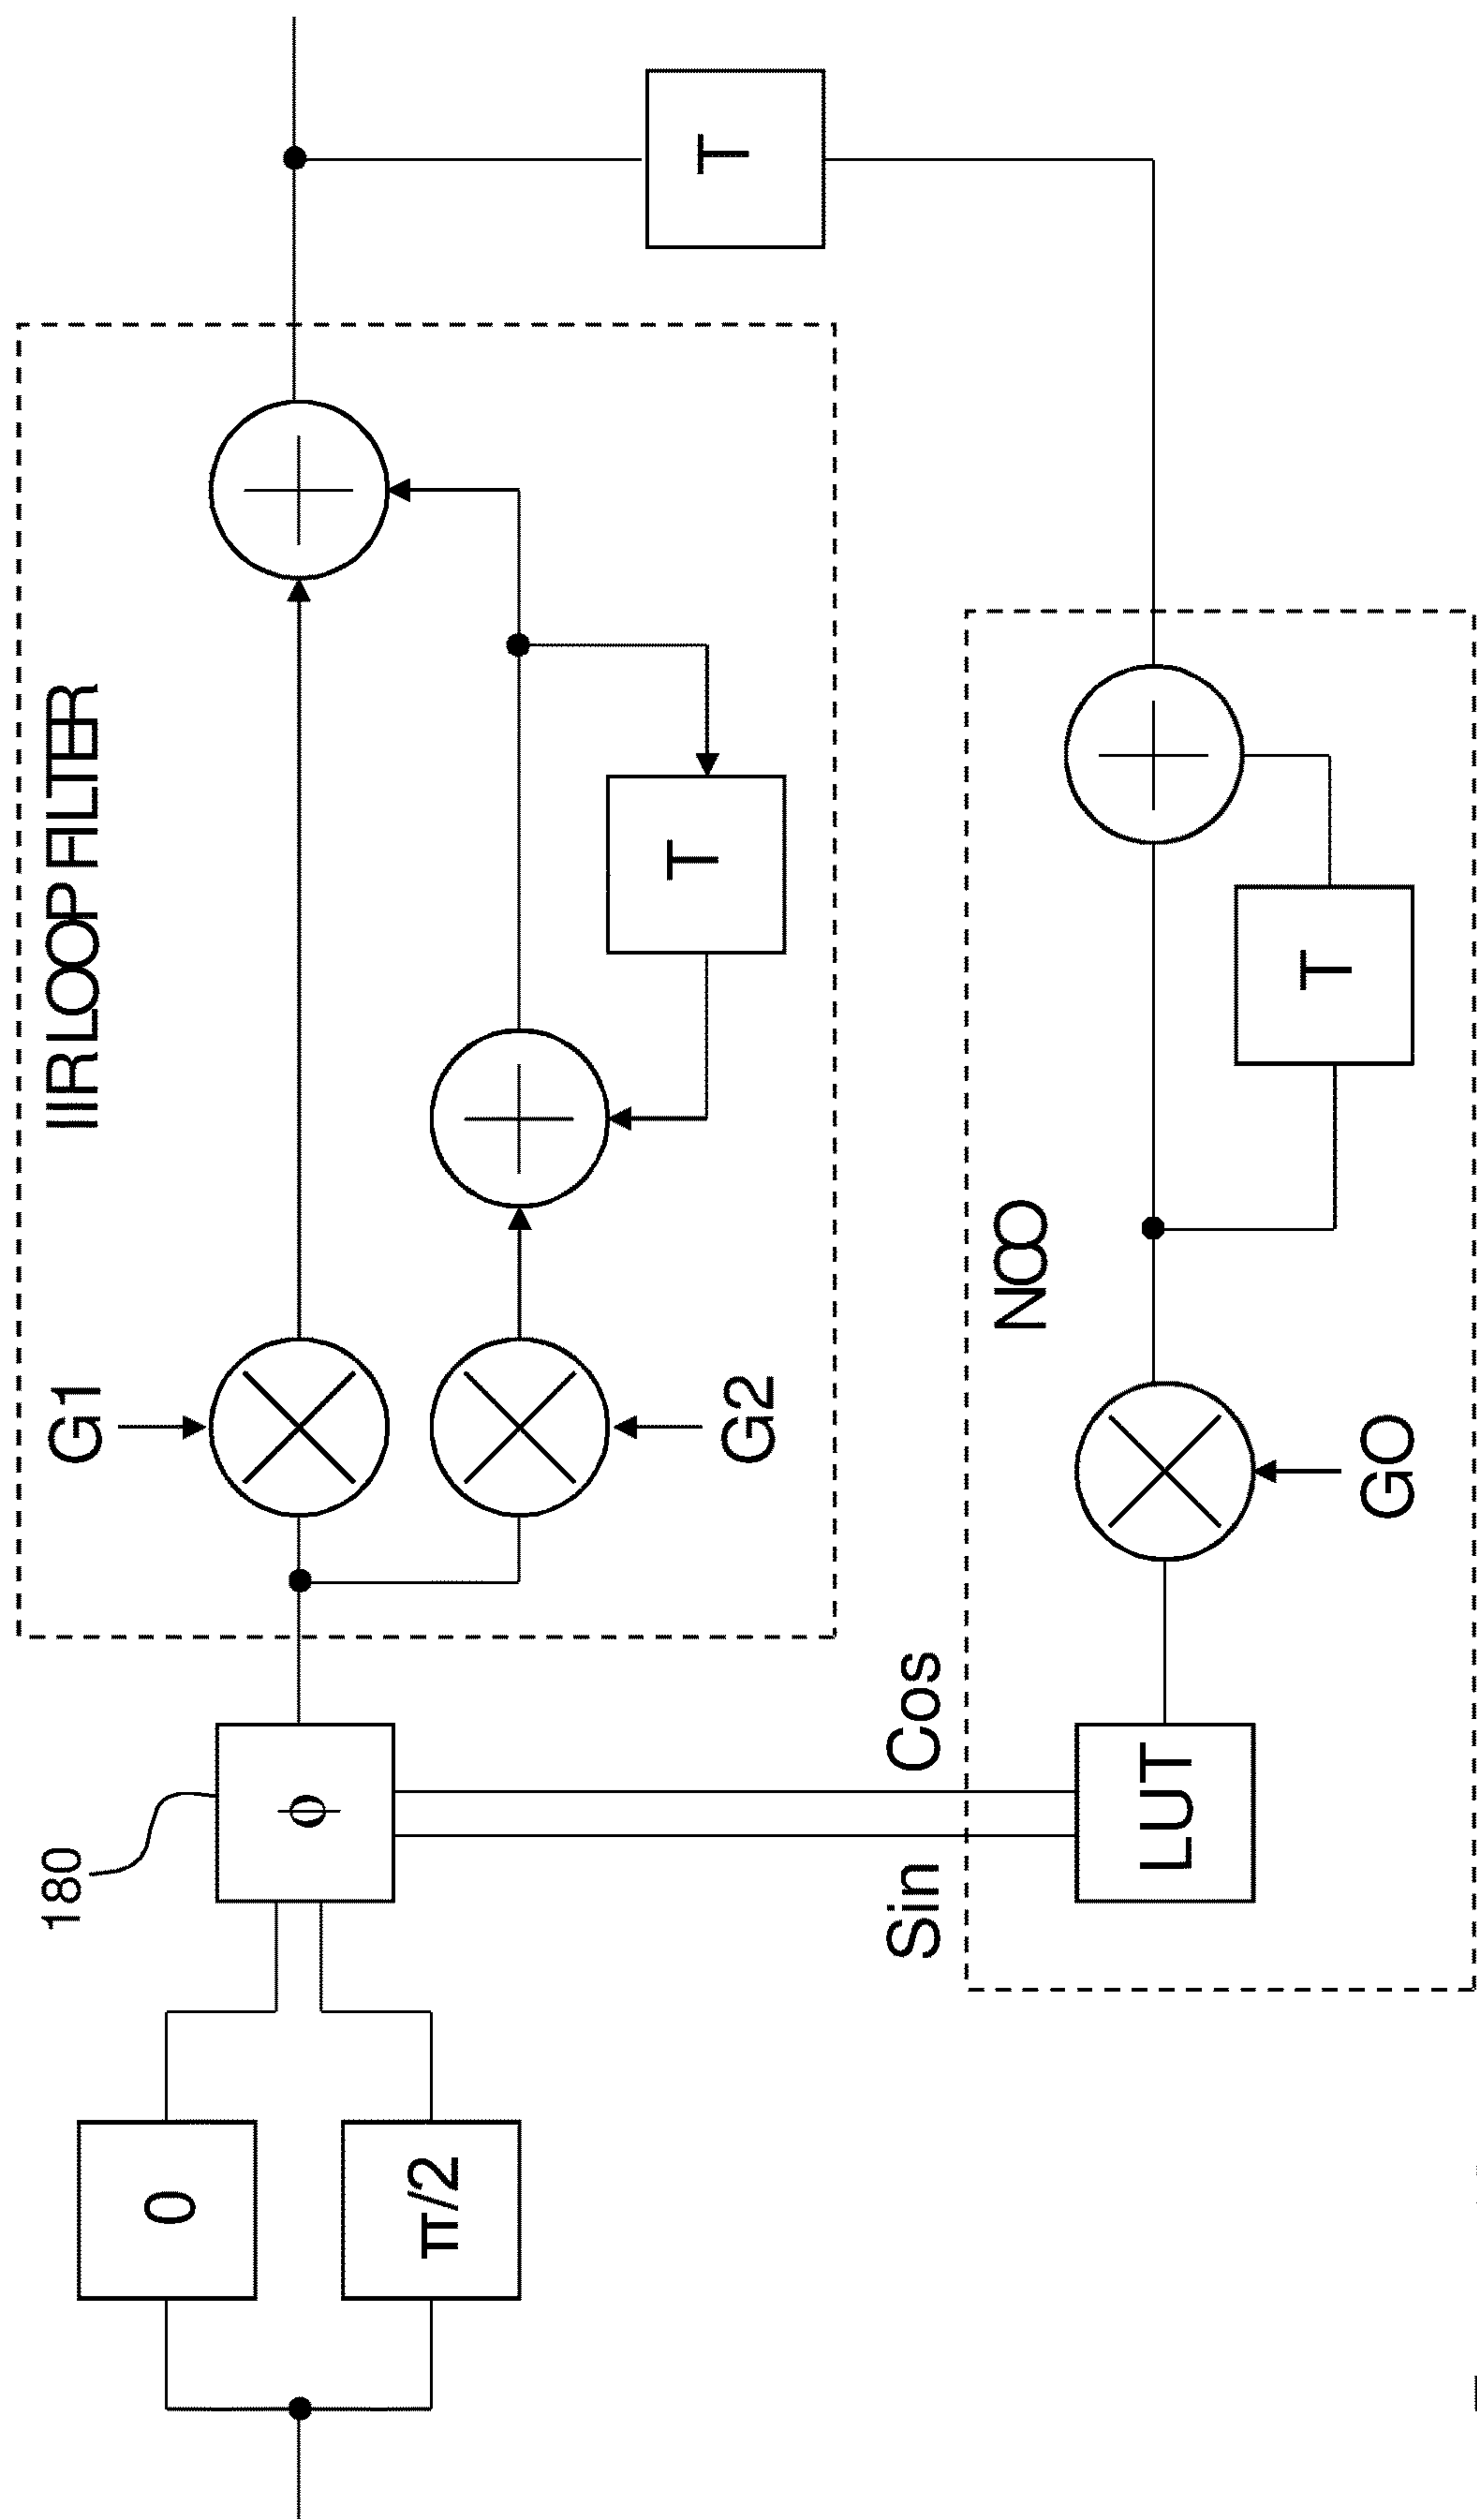 IIR LOOP FILTER
G1
G2
T
T
180
ϕ
0
π/2
Sin
Cos
NCO
LUT
GO
T